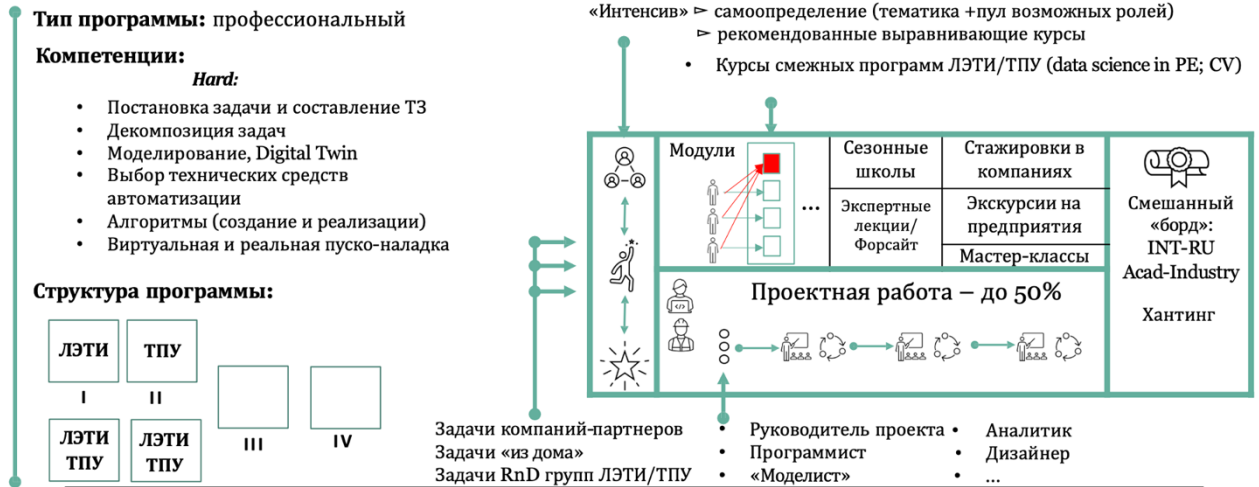 Тип программы: профессиональный
Компетенции:
Hard:
• Постановка задачи и составление ТЗ
• Декомпозиция задач
• Моделирование, Digital Twin
• Выбор технических средств
автоматизации
• Алгоритмы (создание и реализации)
• Виртуальная и реальная пуско-наладка
Структура программы:
ЛЭТИ
ТПУ
I
II
ЛЭТИ
ТПУ
ЛЭТИ
ТПУ
III
IV
«Интенсив» ⊳ самоопределение (тематика +пул возможных ролей)
⊳ рекомендованные выравнивающие курсы
• Курсы смежных программ ЛЭТИ/ТПУ (data science in PE; CV)
Модули
...
Сезонные
школы
Экспертные
лекции/
Форсайт
Стажировки в
компаниях
Экскурсии на
предприятия
Мастер-классы
Проектная работа – до 50%
Смешанный
«борд»:
INT-RU
Acad-Industry
Хантинг
Задачи компаний-партнеров
Задачи «из дома»
Задачи RnD групп ЛЭТИ/ТПУ
• Руководитель проекта
• Программист
• «Моделист»
• Аналитик
• Дизайнер
• ...